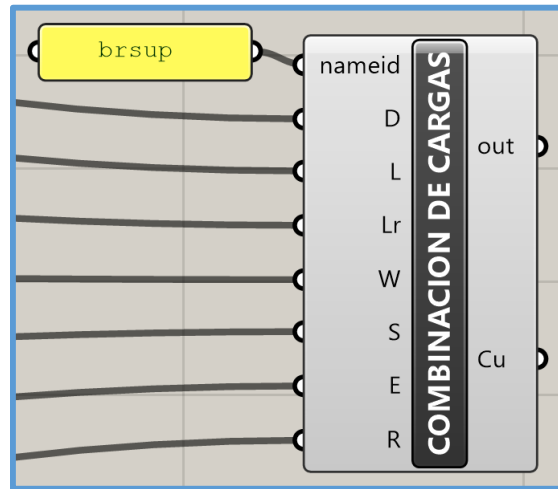 brsup
nameid
D
L
Lr
W
S
E
R
COMBINACION DE CARGAS
out
Cu